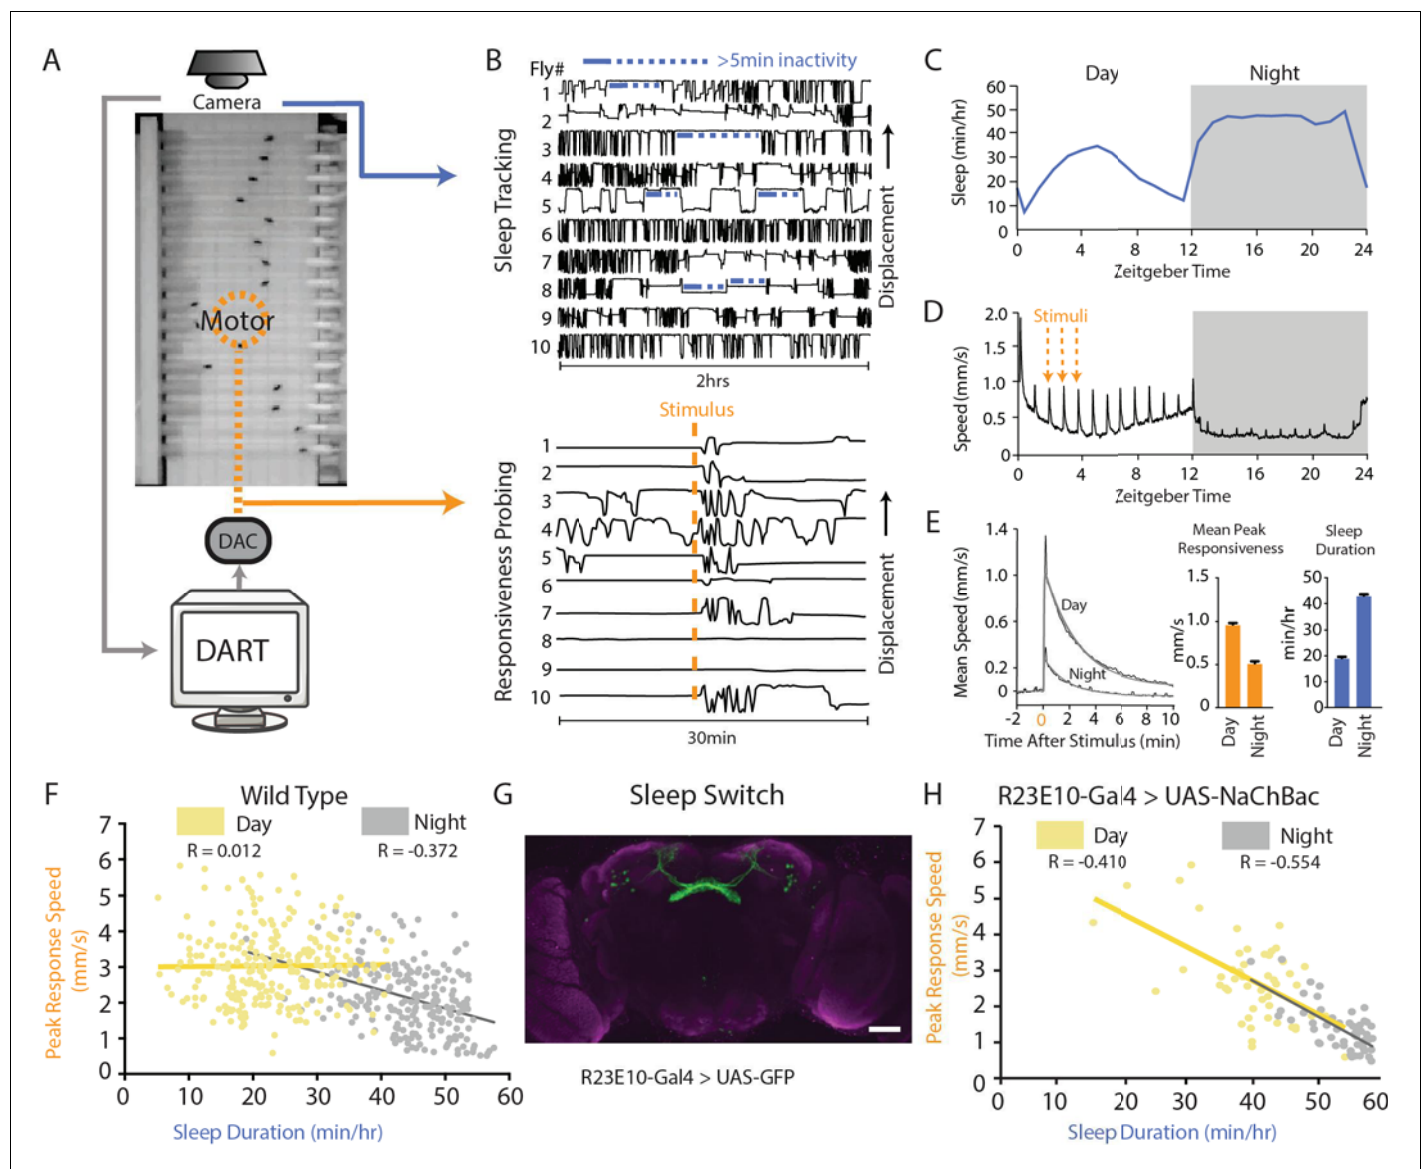 A
Camera
Motor
DAC
DART
B
Fly#
>5min inactivity
Sleep Tracking
1
2
3
4
5
6
7
8
9
10
Displacement
2hrs
Stimulus
Responsiveness Probing
1
2
3
4
5
6
7
8
9
10
Displacement
30min
C
Day
Night
Sleep (min/hr)
60
50
40
30
20
10
0
0 4 8 12 16 20 24
Zeitgeber Time
D
Stimuli
Speed (mm/s)
2.0
1.5
1.0
0.5
0
0 4 8 12 16 20 24
Zeitgeber Time
E
Mean Speed (mm/s)
1.4
1.0
0.6
0.2
0
Day
Night
-2 0 2 4 6 8 10
Time After Stimulus (min)
Mean Peak
Responsiveness
mm/s
1.5
1.0
0.5
0
Day
Night
Sleep
Duration
min/hr
50
40
30
20
10
0
Day
Night
F
Wild Type
Day
Night
R = 0.012
R = -0.372
Peak Response Speed
(mm/s)
7
6
5
4
3
2
1
0
0 10 20 30 40 50 60
Sleep Duration (min/hr)
G
Sleep Switch
R23E10-Gal4 > UAS-GFP
H
R23E10-Gal4 > UAS-NaChBac
Day
Night
R = -0.410
R = -0.554
Peak Response Speed
(mm/s)
7
6
5
4
3
2
1
0
0 10 20 30 40 50 60
Sleep Duration (min/hr)